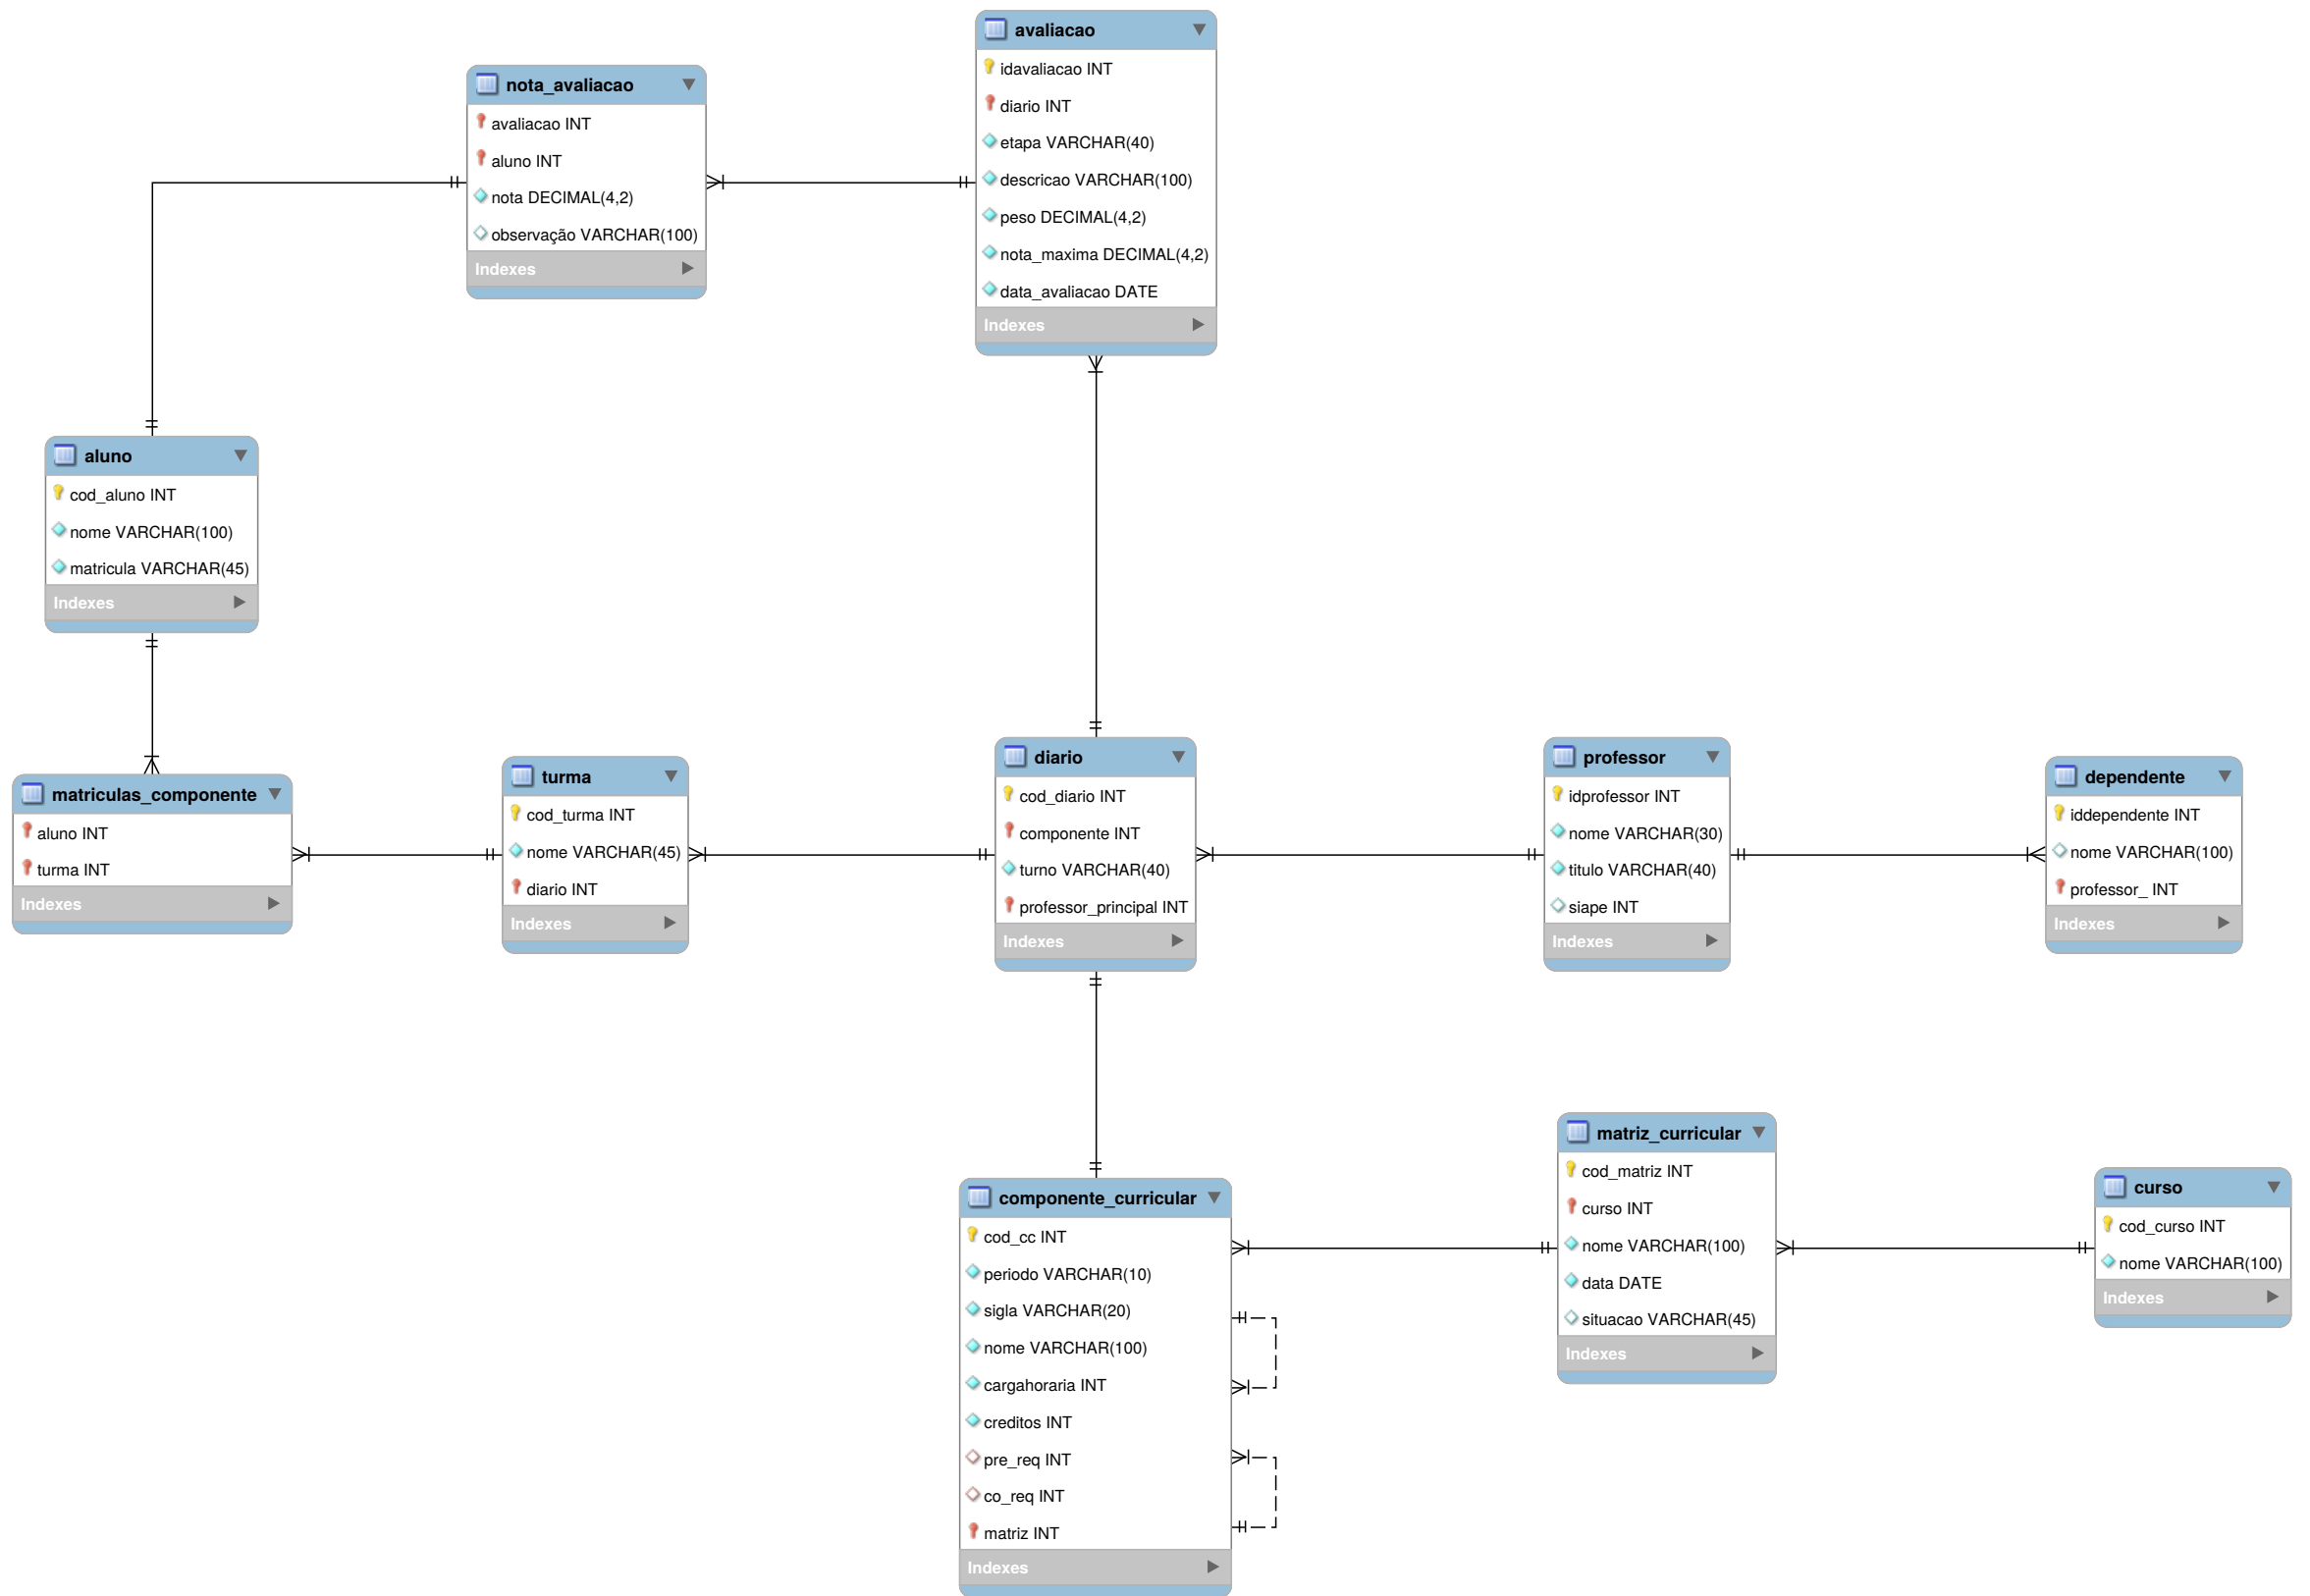 avaliacao
idavaliacao INT
diario INT
etapa VARCHAR(40)
descricao VARCHAR(100)
peso DECIMAL(4,2)
nota_maxima DECIMAL(4,2)
data_avaliacao DATE
Indexes
nota_avaliacao
avaliacao INT
aluno INT
nota DECIMAL(4,2)
observação VARCHAR(100)
Indexes
aluno
cod_aluno INT
nome VARCHAR(100)
matricula VARCHAR(45)
Indexes
matriculas_componente
aluno INT
turma INT
Indexes
turma
cod_turma INT
nome VARCHAR(45)
diario INT
Indexes
diario
cod_diario INT
componente INT
turno VARCHAR(40)
professor_principal INT
Indexes
professor
idprofessor INT
nome VARCHAR(30)
titulo VARCHAR(40)
siape INT
Indexes
dependente
iddependente INT
nome VARCHAR(100)
professor_ INT
Indexes
componente_curricular
cod_cc INT
periodo VARCHAR(10)
sigla VARCHAR(20)
nome VARCHAR(100)
cargahoraria INT
creditos INT
pre_req INT
co_req INT
matriz INT
Indexes
matriz_curricular
cod_matriz INT
curso INT
nome VARCHAR(100)
data DATE
situacao VARCHAR(45)
Indexes
curso
cod_curso INT
nome VARCHAR(100)
Indexes